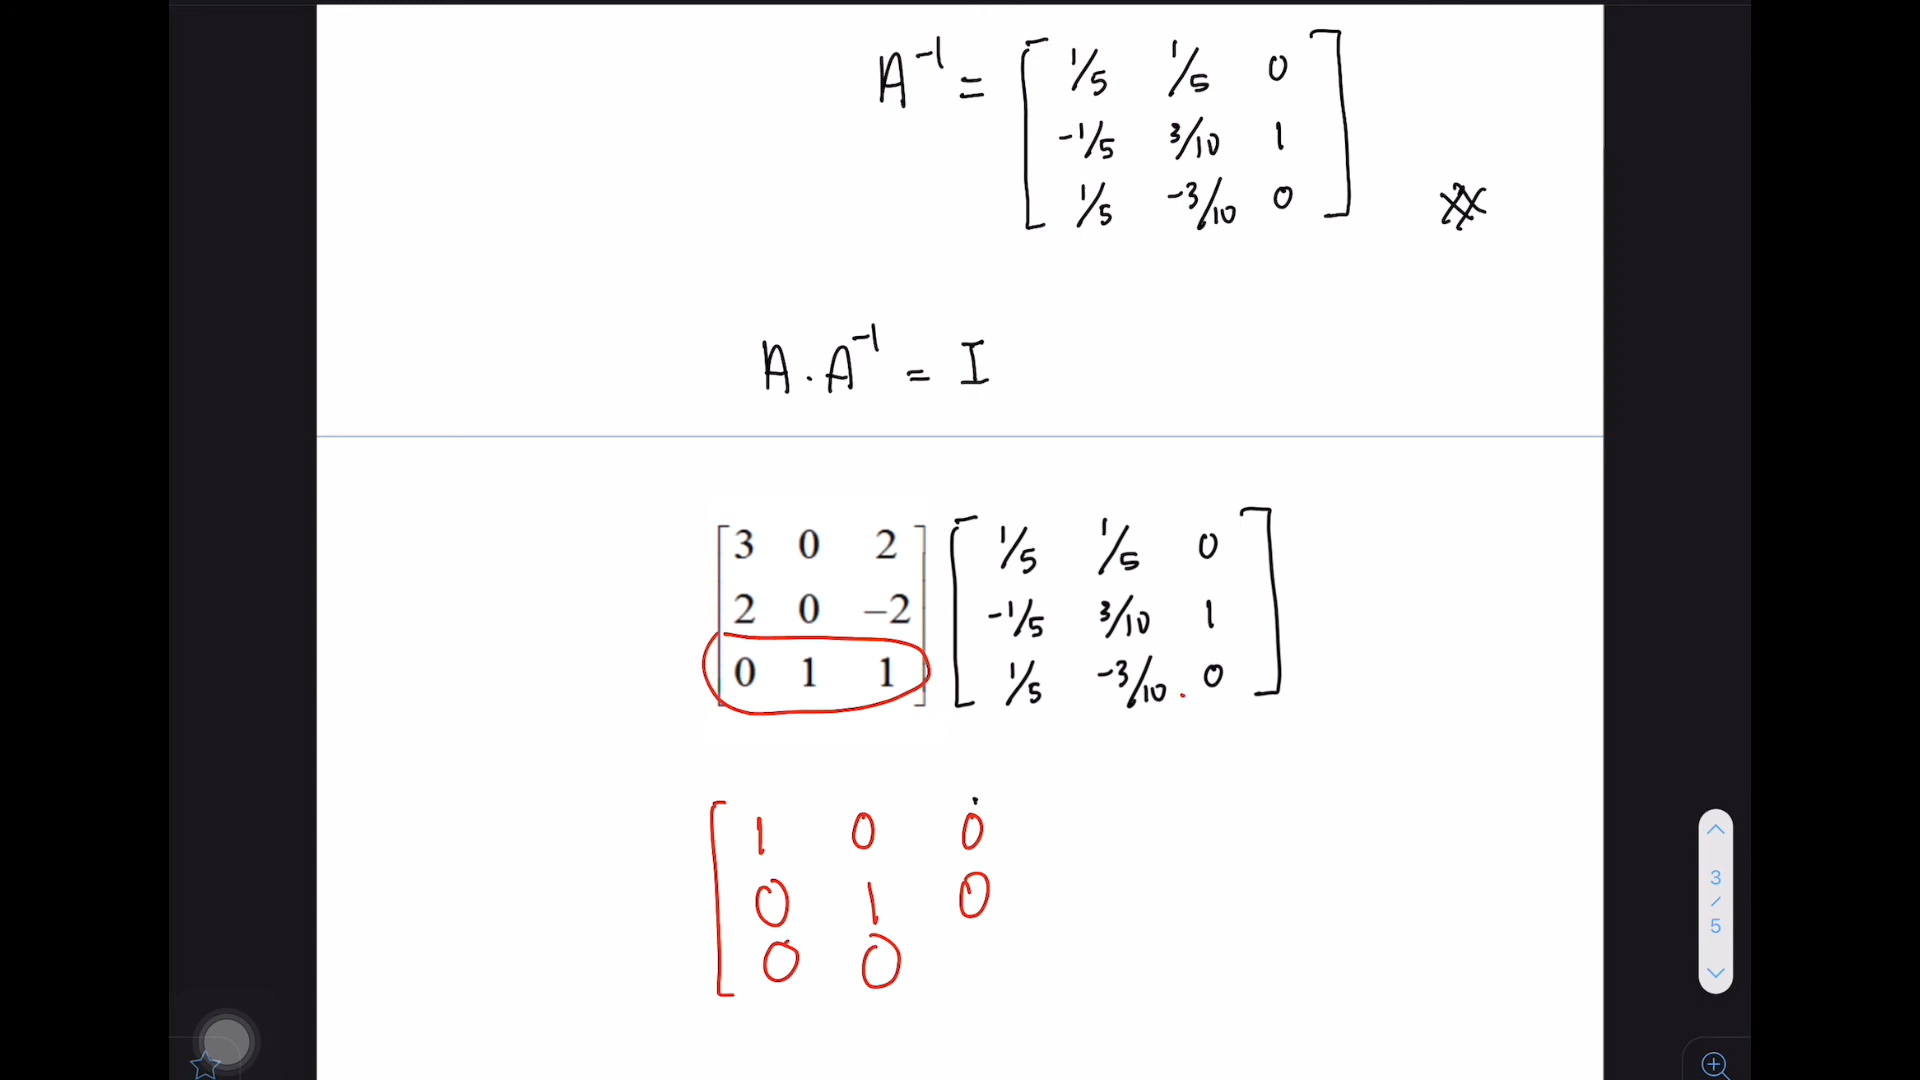 A⁻¹ = [ 1/5 1/5 0
-1/5 3/10 1
1/5 -3/10 0 ]
A . A⁻¹ = I
[ 3 0 2 [ 1/5 1/5 0
2 0 −2 -1/5 3/10 1
0 1 1 ] 1/5 -3/10 0 ]
[ 1 0 0
0 1 0
0 0
3
/
5